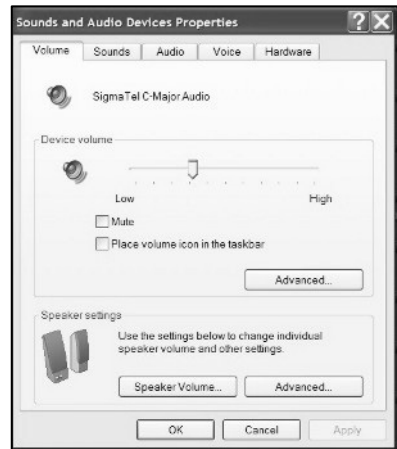 Sounds and Audio Devices Properties
Volume Sounds Audio Voice Hardware
SigmaTel C-Major Audio
Device volume
Low High
Mute
Place volume icon in the taskbar
Advanced...
Speaker settings
Use the settings below to change individual
speaker volume and other settings.
Speaker Volume... Advanced...
OK Cancel Apply